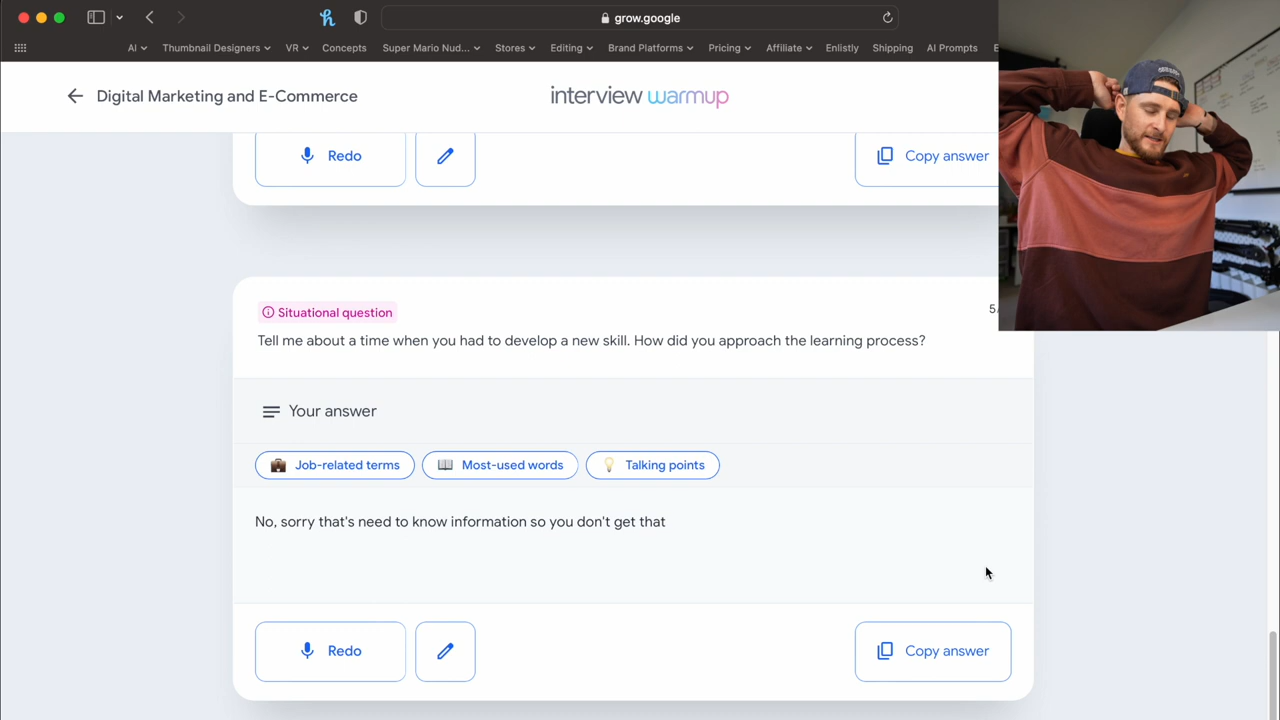 grow.google
AI
Thumbnail Designers
VR
Concepts
Super Mario Nud...
Stores
Editing
Brand Platforms
Pricing
Affiliate
Enlistly
Shipping
AI Prompts
Digital Marketing and E-Commerce
interview warmup
Redo
Copy answer
Situational question
5/
Tell me about a time when you had to develop a new skill. How did you approach the learning process?
Your answer
Job-related terms
Most-used words
Talking points
No, sorry that's need to know information so you don't get that
Redo
Copy answer